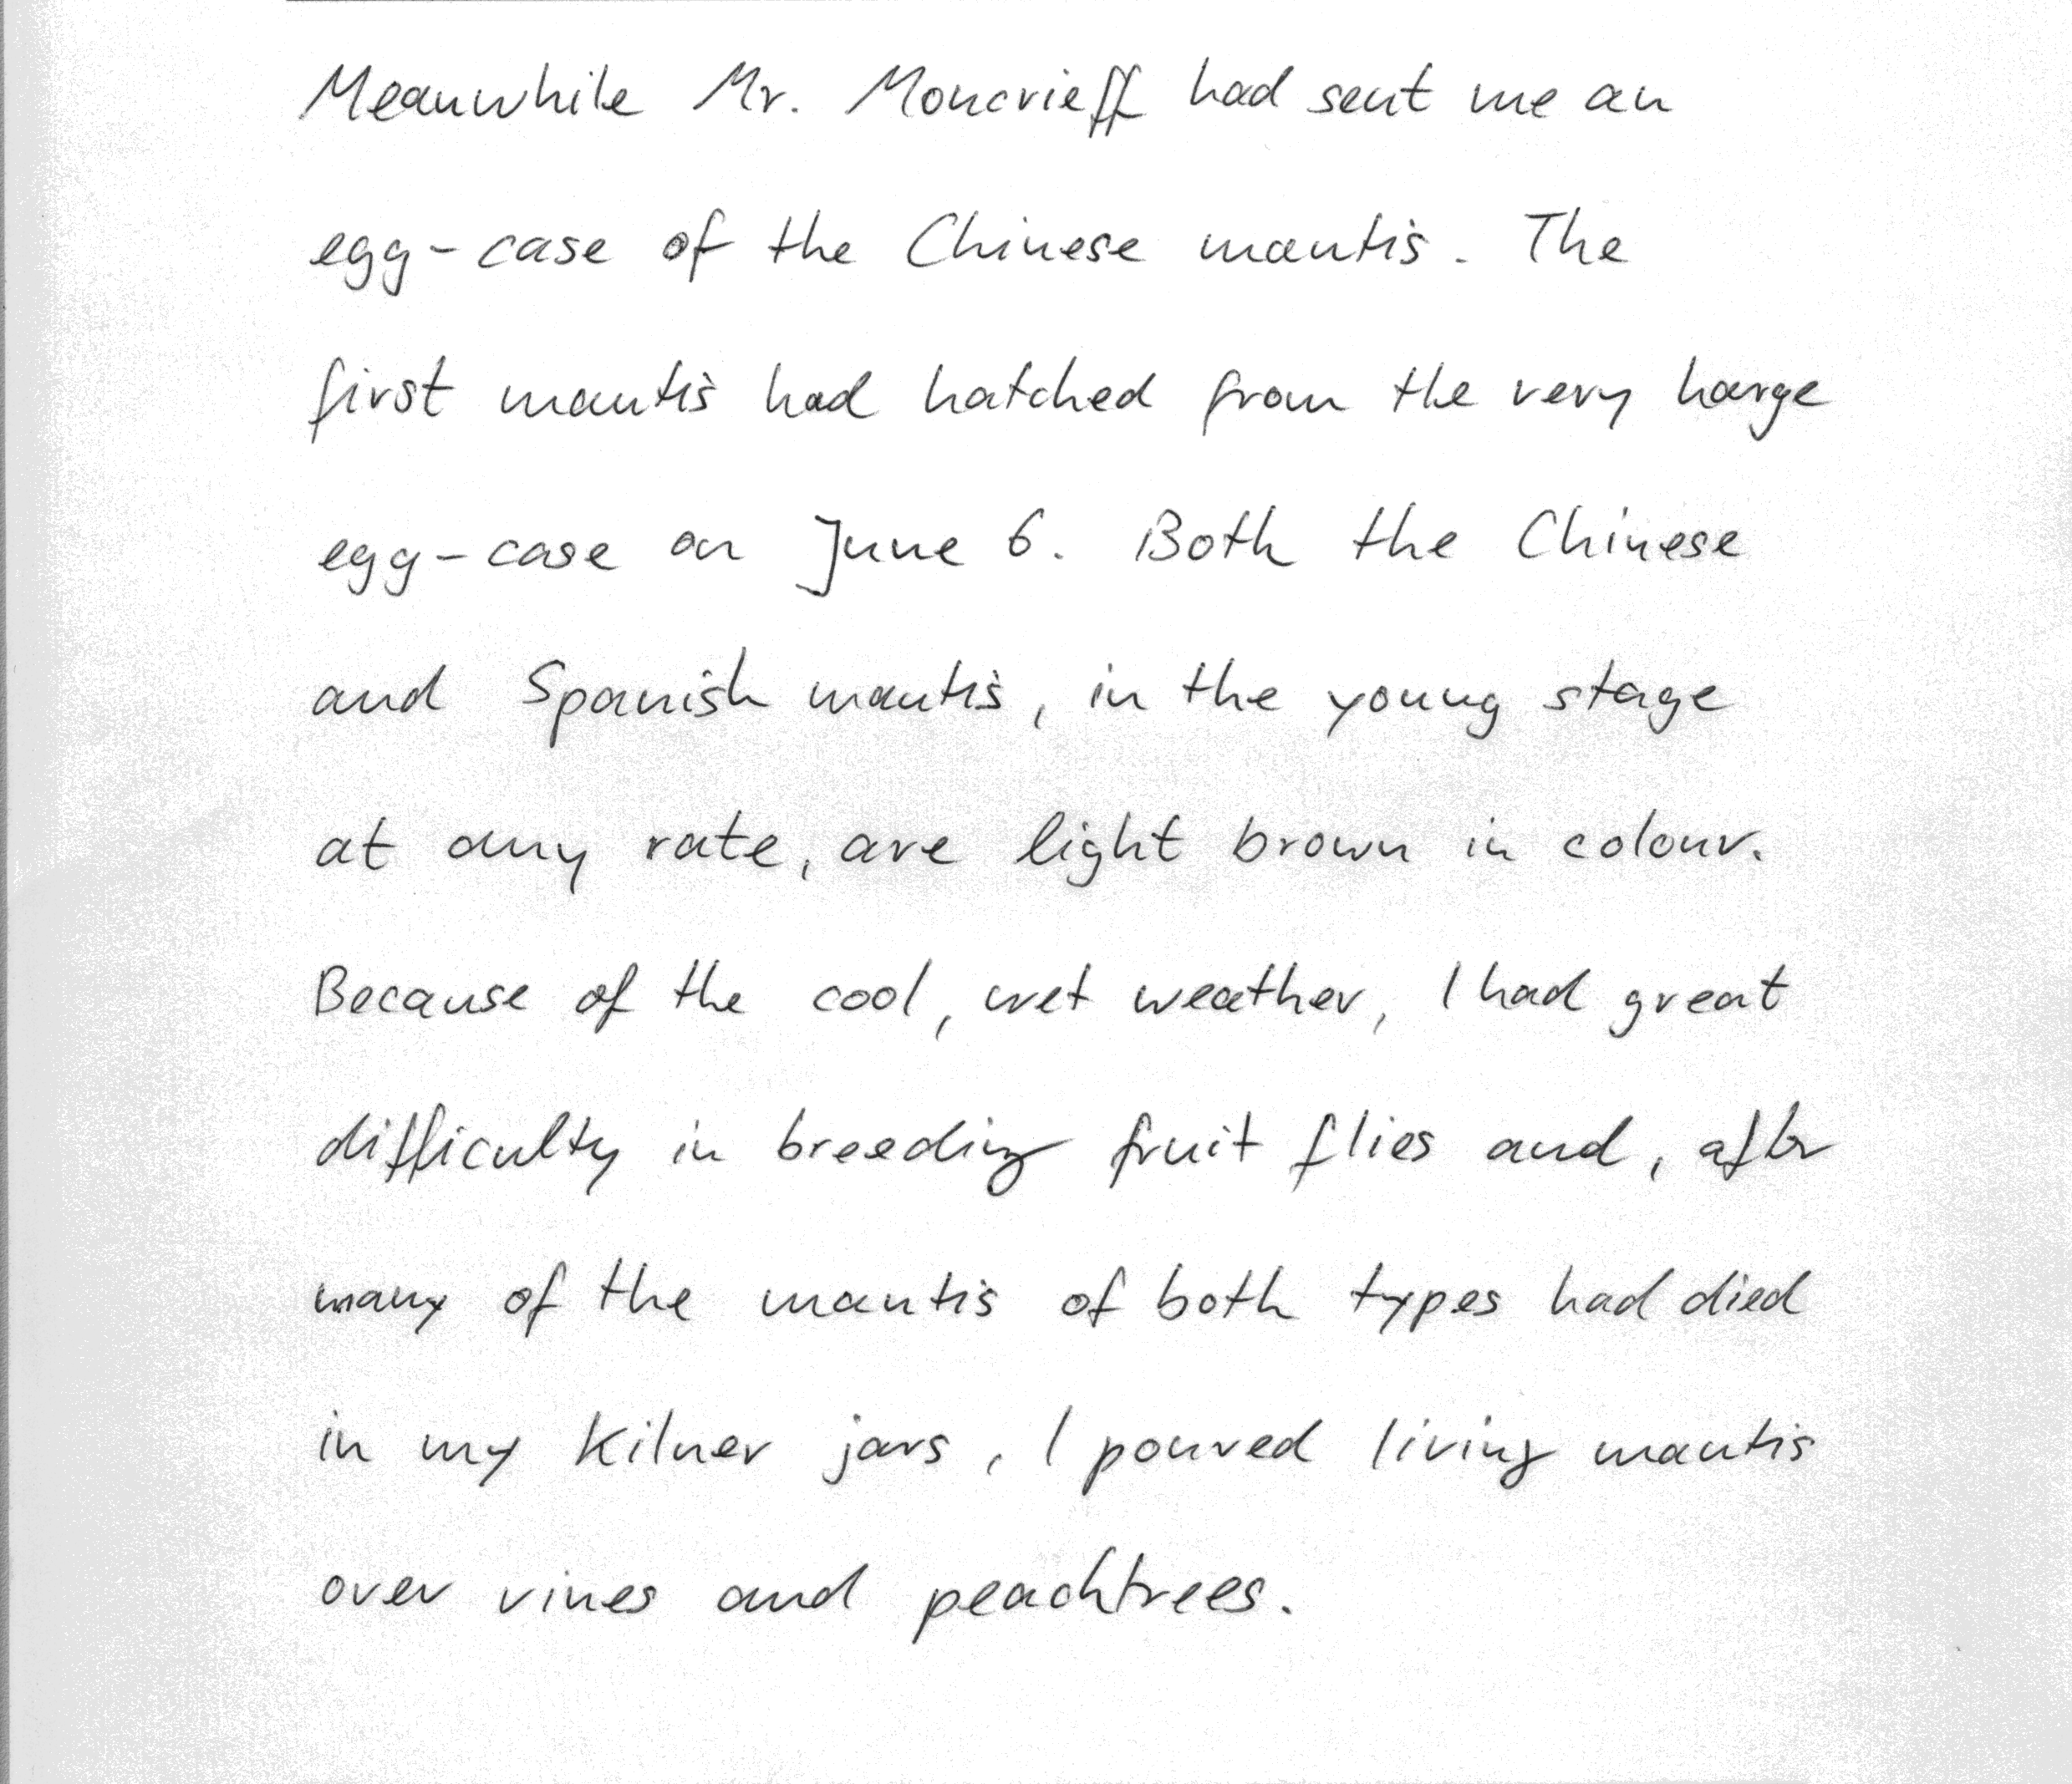 Meanwhile Mr. Moncrieff had sent me an
egg-case of the Chinese mantis. The
first mantis had hatched from the very harge
egg-case on June 6. Both the Chinese
and Spanish mantis, in the young stage
at any rate, are light brown in colour.
Because of the cool, wet weather, I had great
difficulty in breeding fruit flies and, after
many of the mantis of both types had died
in my Kilner jars, I poured living mantis
over vines and peachtrees.